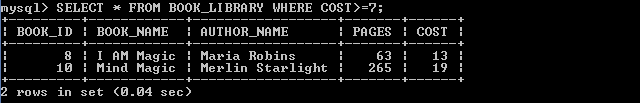 mysql> SELECT * FROM BOOK_LIBRARY WHERE COST>=7;
+---------+------------+------------------+-------+------+
| BOOK_ID | BOOK_NAME | AUTHOR_NAME | PAGES | COST |
+---------+------------+------------------+-------+------+
| 8 | I AM Magic | Maria Robins | 63 | 13 |
| 10 | Mind Magic | Merlin Starlight | 265 | 19 |
+---------+------------+------------------+-------+------+
2 rows in set (0.04 sec)